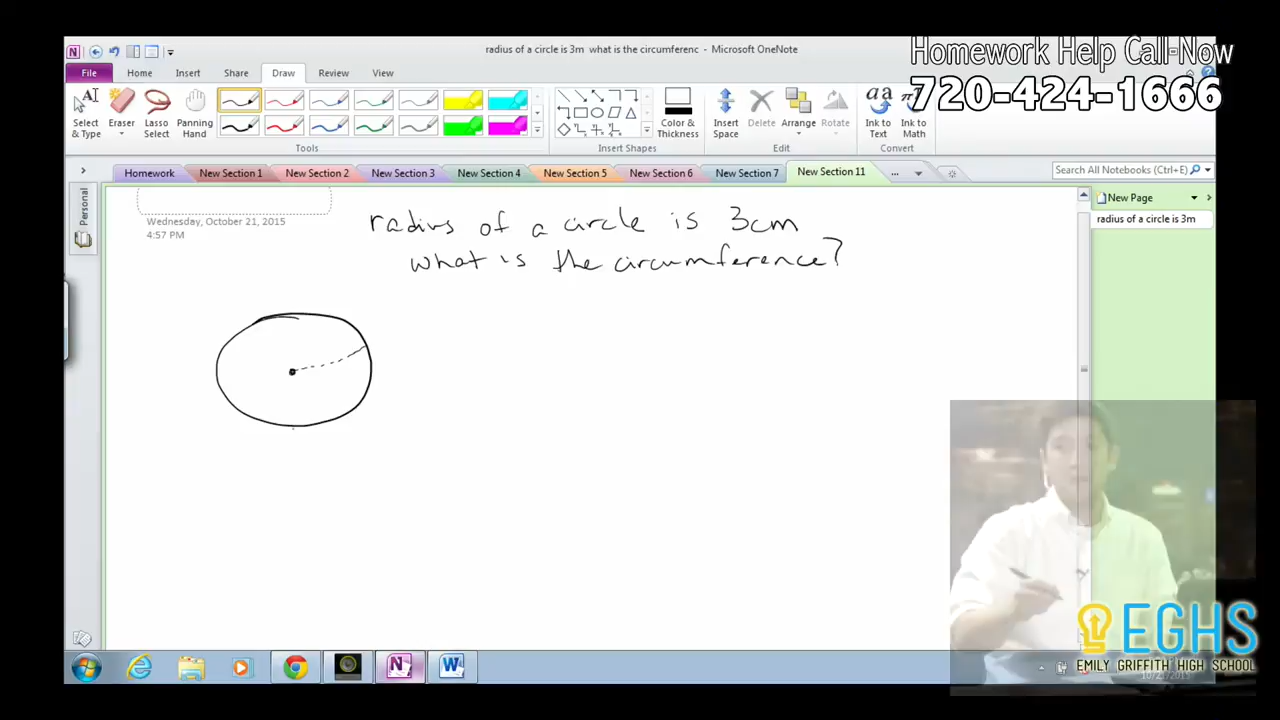 radius of a circle is 3m what is the circumferenc - Microsoft OneNote
Homework Help Call-Now
720-424-1666
File Home Insert Share Draw Review View
Select & Type
Eraser
Lasso Select
Panning Hand
Color & Thickness
Insert Space
Delete
Arrange
Rotate
Ink to Text
Ink to Math
Tools Insert Shapes Edit Convert
Homework New Section 1 New Section 2 New Section 3 New Section 4 New Section 5 New Section 6 New Section 7 New Section 11 ...
Search All Notebooks (Ctrl+E)
Personal
New Page
radius of a circle is 3m
Wednesday, October 21, 2015
4:57 PM
radius of a circle is 3cm
what is the circumference?
EGHS
EMILY GRIFFITH HIGH SCHOOL